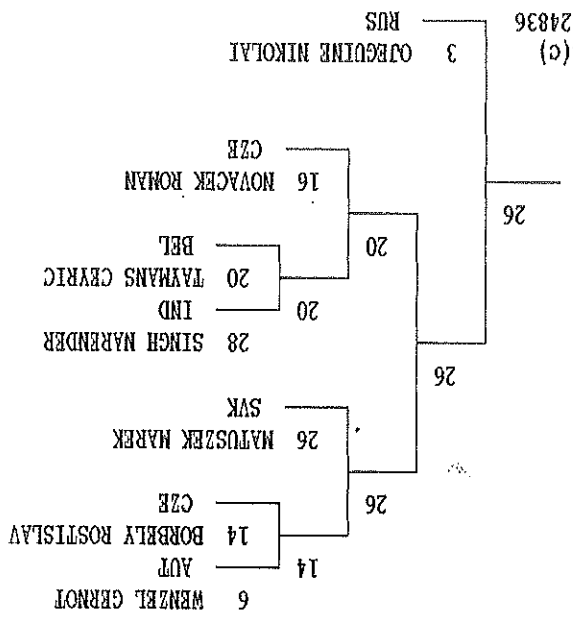 6 WENZEL GERNOT
14 AUT
14 BORBELY ROSTISLAV
26 CZE
26 MATUSZEK MAREK
SVK
26
28 SINGH NARENDER
20 IND
20 TAYMANS CEYRIC
20 BEL
26
16 NOVACEK ROMAN
CZE
(c) 3 OJEGUINE NIKOLAI
24836 RUS